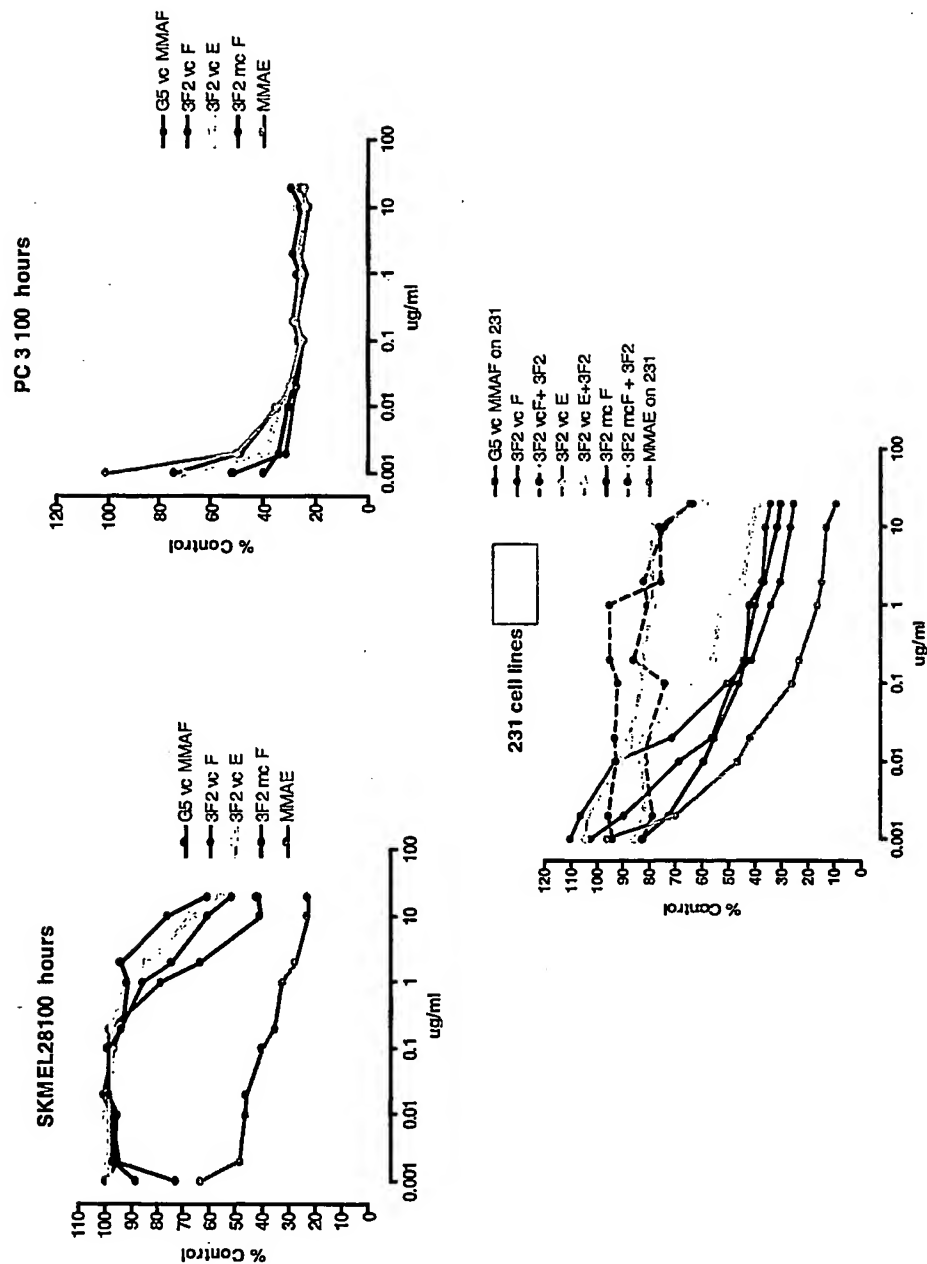 SKMEL28100 hours
110
100
90
80
70
60
50
40
30
20
10
0
% Control
0.001
0.01
0.1
1
10
100
ug/ml
G5 vc MMAF
3F2 vc F
3F2 vc E
3F2 mc F
MMAE
PC 3 100 hours
120
100
80
60
40
20
0
% Control
0.001
0.01
0.1
1
10
100
ug/ml
G5 vc MMAF
3F2 vc F
3F2 vc E
3F2 mc F
MMAE
231 cell lines
120
110
100
90
80
70
60
50
40
30
20
10
0
% Control
0.001
0.01
0.1
1
10
100
ug/ml
G5 vc MMAF on 231
3F2 vc F
3F2 vcF+ 3F2
3F2 vc E
3F2 vc E+3F2
3F2 mc F
3F2 mcF + 3F2
MMAE on 231